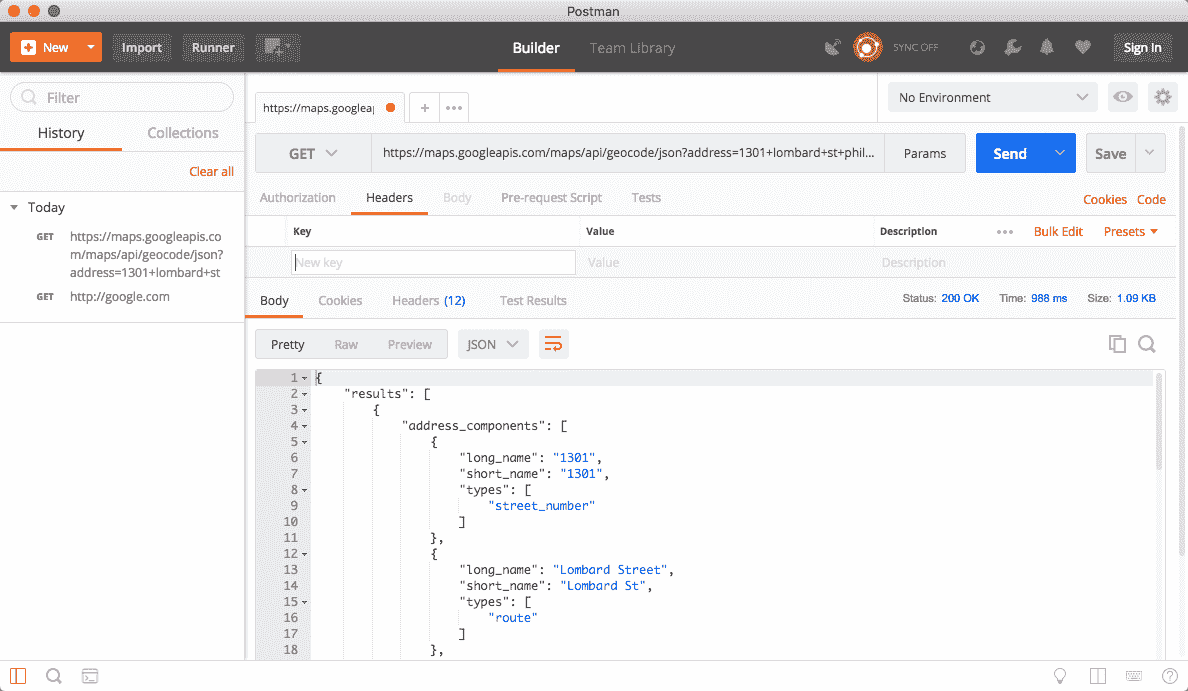 Postman
New
Import
Runner
Builder
Team Library
SYNC OFF
Sign In
Filter
History
Collections
Clear all
Today
GET https://maps.googleapis.co
m/maps/api/geocode/json?
address=1301+lombard+st
GET http://google.com
https://maps.googleap
+
•••
No Environment
GET
https://maps.googleapis.com/maps/api/geocode/json?address=1301+lombard+st+phil...
Params
Send
Save
Authorization
Headers
Body
Pre-request Script
Tests
Cookies
Code
Key
Value
Description
•••
Bulk Edit
Presets
New key
Value
Description
Body
Cookies
Headers (12)
Test Results
Status: 200 OK
Time: 986 ms
Size: 1.09 KB
Pretty
Raw
Preview
JSON
1 {
2 "results": [
3 {
4 "address_components": [
5 {
6 "long_name": "1301",
7 "short_name": "1301",
8 "types": [
9 "street_number"
10 ]
11 },
12 {
13 "long_name": "Lombard Street",
14 "short_name": "Lombard St",
15 "types": [
16 "route"
17 ]
18 },